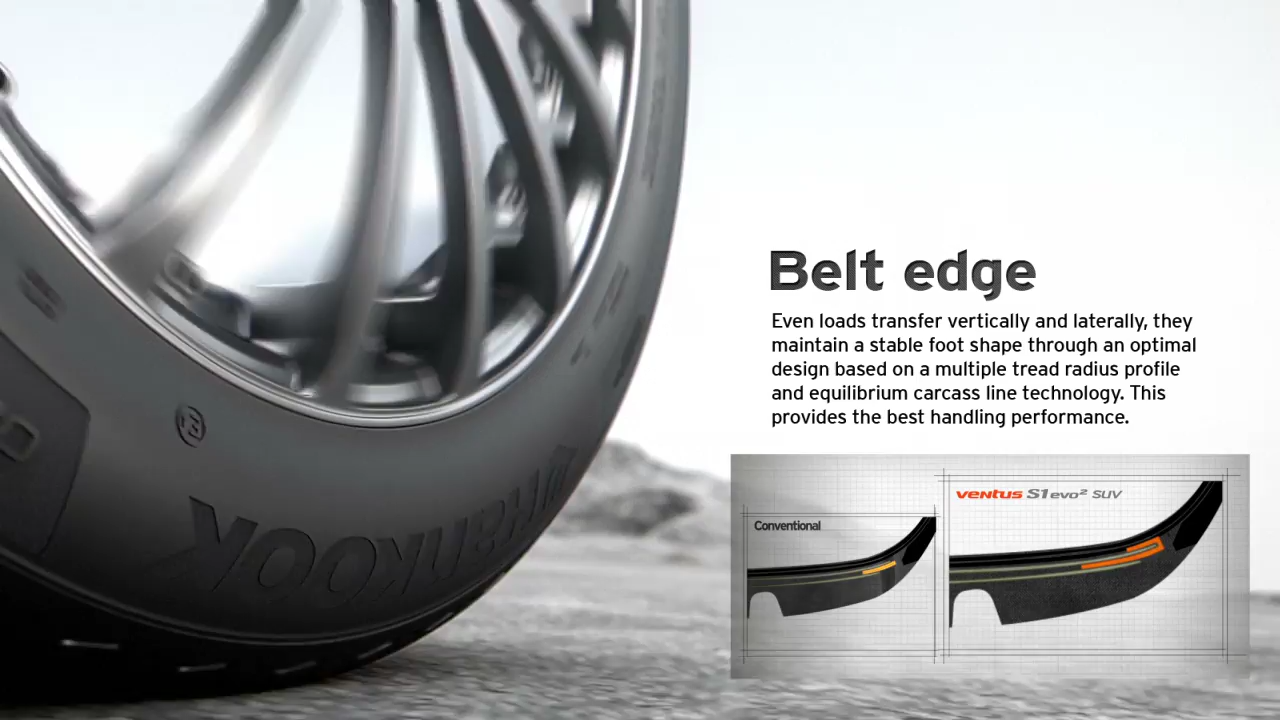 Belt edge
Even loads transfer vertically and laterally, they
maintain a stable foot shape through an optimal
design based on a multiple tread radius profile
and equilibrium carcass line technology. This
provides the best handling performance.
ventus S1 evo² SUV
Conventional
Hankook